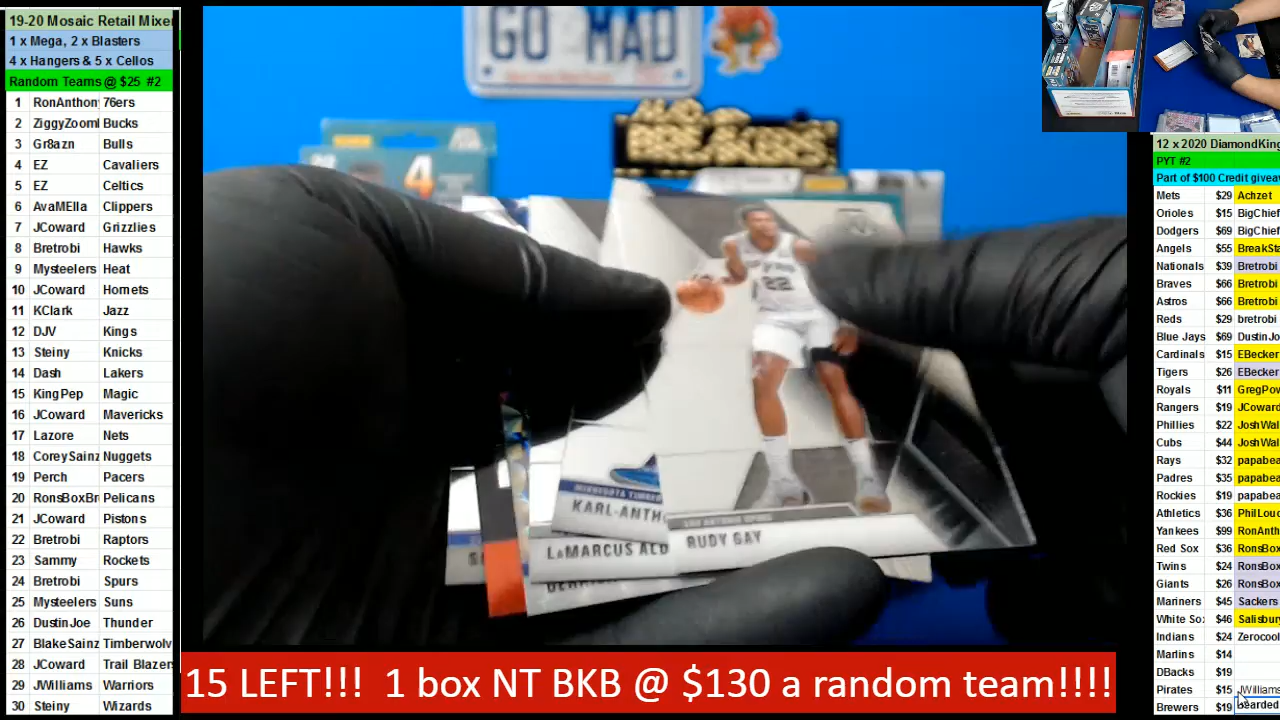 19-20 Mosaic Retail Mixer
1 x Mega, 2 x Blasters
4 x Hangers & 5 x Cellos
Random Teams @ $25 #2
1 RonAnthony 76ers
2 ZiggyZooml Bucks
3 Gr8azn Bulls
4 EZ Cavaliers
5 EZ Celtics
6 AvaMElla Clippers
7 JCoward Grizzlies
8 Bretrobi Hawks
9 Mysteelers Heat
10 JCoward Hornets
11 KClark Jazz
12 DJV Kings
13 Steiny Knicks
14 Dash Lakers
15 KingPep Magic
16 JCoward Mavericks
17 Lazore Nets
18 CoreySainz Nuggets
19 Perch Pacers
20 RonsBoxBr Pelicans
21 JCoward Pistons
22 Bretrobi Raptors
23 Sammy Rockets
24 Bretrobi Spurs
25 Mysteelers Suns
26 DustinJoe Thunder
27 BlakeSainz Timberwolv
28 JCoward Trail Blazers
29 JWilliams Warriors
30 Steiny Wizards
GO MAD
4
22
MINNESOTA TIMBER
KARL-ANTH
LaMARCUS ALD
SAN ANTONIO SPURS
RUDY GAY
15 LEFT!!! 1 box NT BKB @ $130 a random team!!!!
12 x 2020 DiamondKing
PYT #2
Part of $100 Credit giveav
Mets $29 Achzet
Orioles $15 BigChief
Dodgers $69 BigChief
Angels $55 BreakSta
Nationals $39 Bretrobi
Braves $66 Bretrobi
Astros $66 Bretrobi
Reds $29 bretrobi
Blue Jays $69 DustinJo
Cardinals $15 EBecker
Tigers $26 EBecker
Royals $11 GregPov
Rangers $19 JCoward
Phillies $22 JoshWal
Cubs $44 JoshWal
Rays $32 papabea
Padres $35 papabea
Rockies $19 papabea
Athletics $36 PhilLouc
Yankees $99 RonAnth
Red Sox $36 RonsBox
Twins $24 RonsBox
Giants $26 RonsBox
Mariners $45 Sackers
White Sox $46 Salisbury
Indians $24 Zerocool
Marlins $14
DBacks $19
Pirates $15 JWilliams
Brewers $19 Bearded